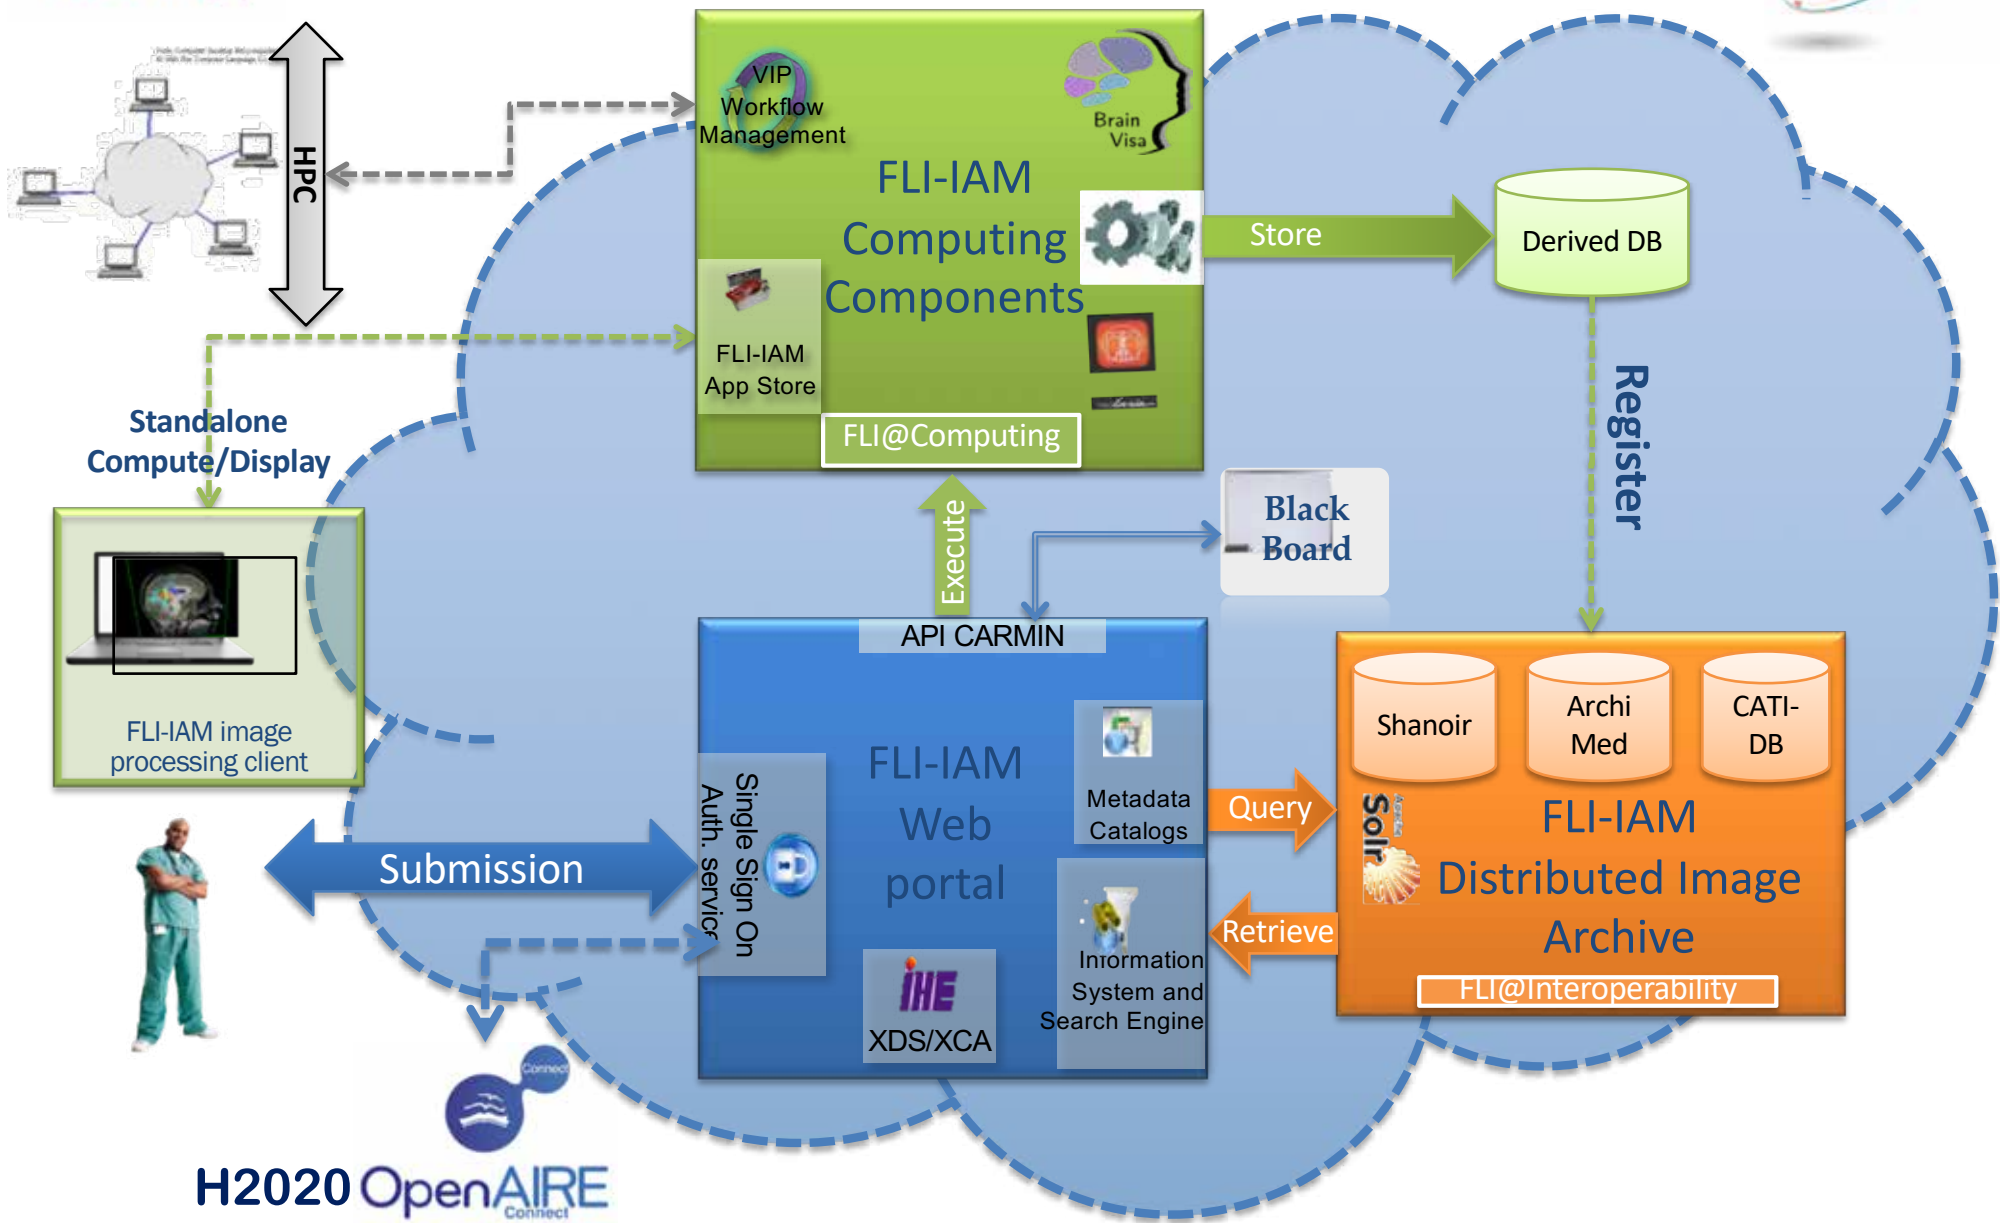 HPC
VIP
Workflow
Management
Brain
Visa
FLI-IAM
Computing
Components
FLI-IAM
App Store
FLI@Computing
Store
Derived DB
Register
Standalone
Compute/Display
FLI-IAM image
processing client
Execute
Black
Board
API CARMIN
FLI-IAM
Web
portal
Single Sign On
Auth. service
Metadata
Catalogs
Information
System and
Search Engine
IHE
XDS/XCA
Submission
Query
Retrieve
Shanoir
Archi
Med
CATI-
DB
Apache
Solr
FLI-IAM
Distributed Image
Archive
FLI@Interoperability
Connect
H2020 OpenAIRE
Connect